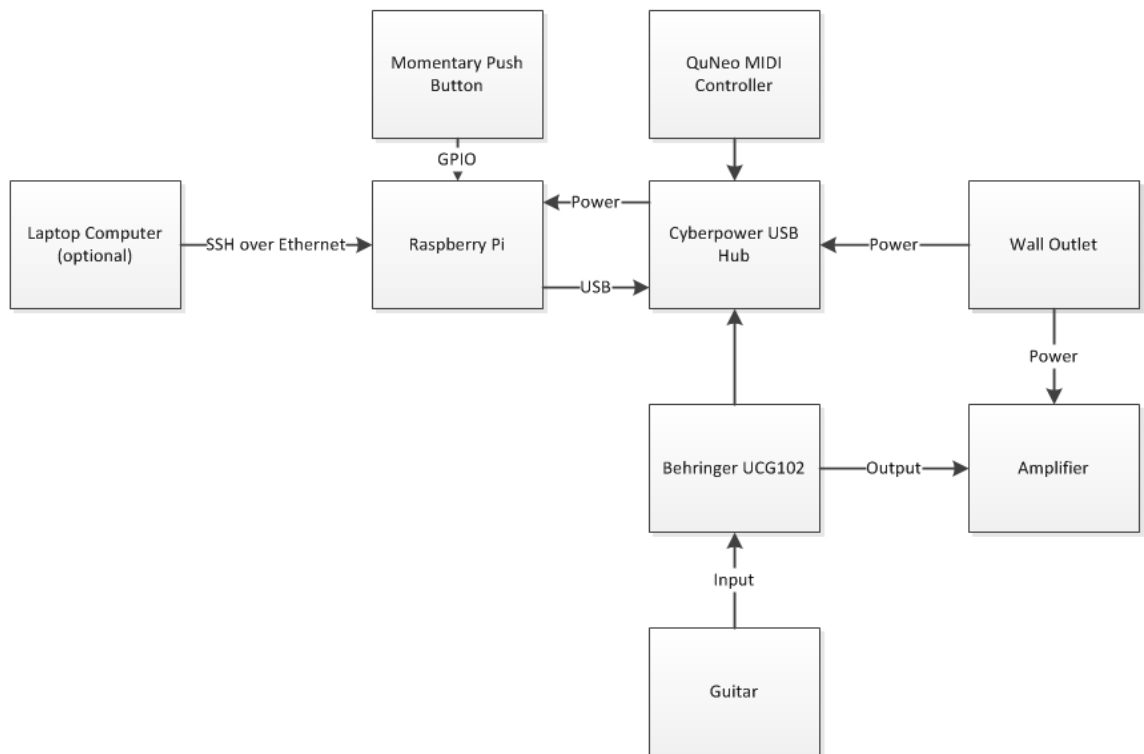 Momentary Push
Button
QuNeo MIDI
Controller
GPIO
Laptop Computer
(optional)
SSH over Ethernet
Raspberry Pi
Power
USB
Cyberpower USB
Hub
Power
Wall Outlet
Power
Behringer UCG102
Output
Amplifier
Input
Guitar